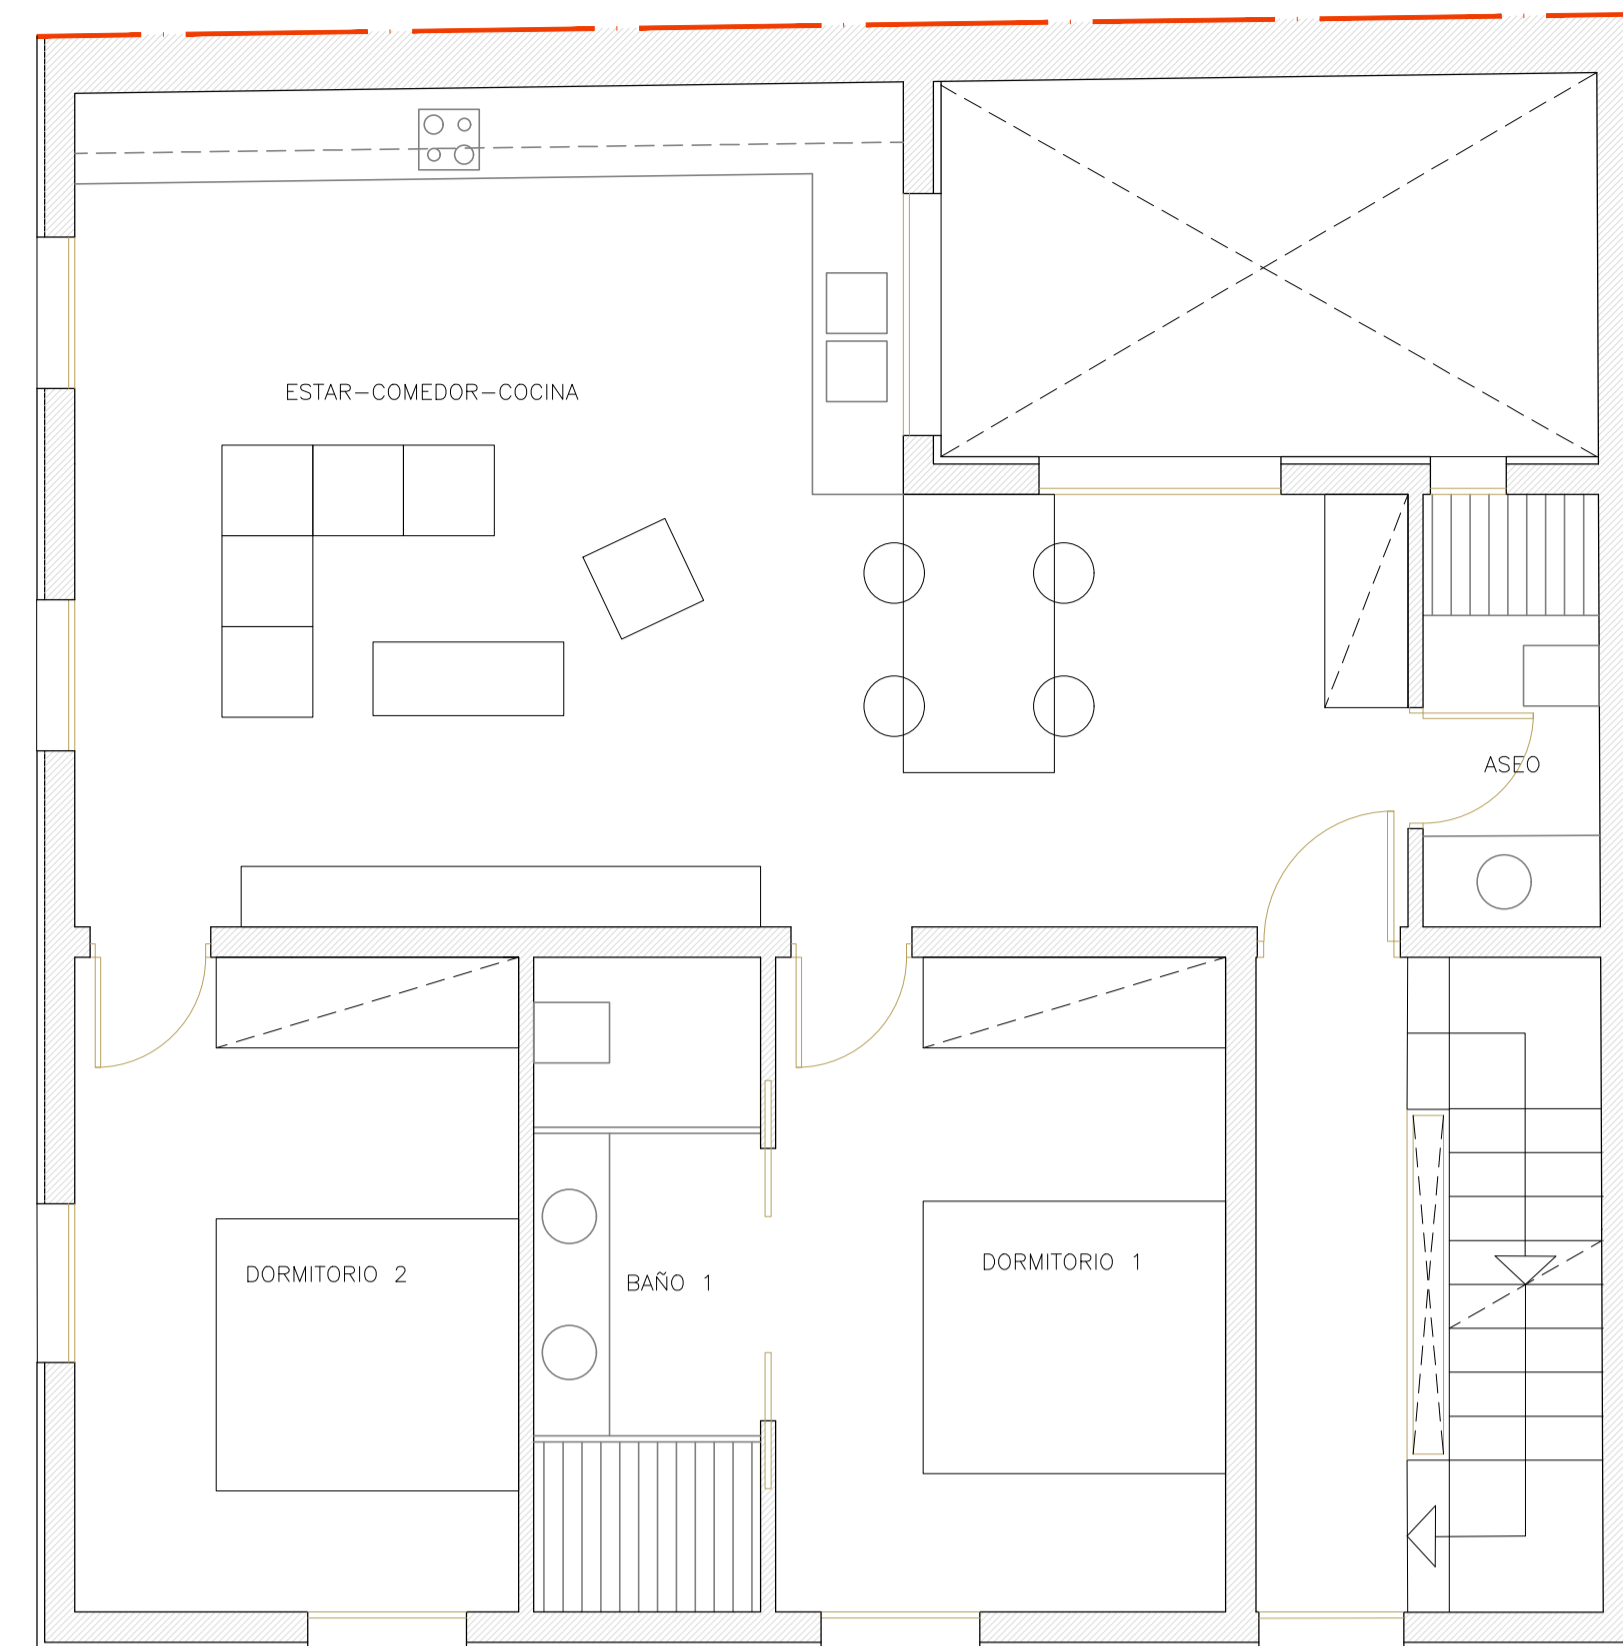 ESTAR-COMEDOR-COCINA
ASEO
DORMITORIO 2
BAÑO 1
DORMITORIO 1